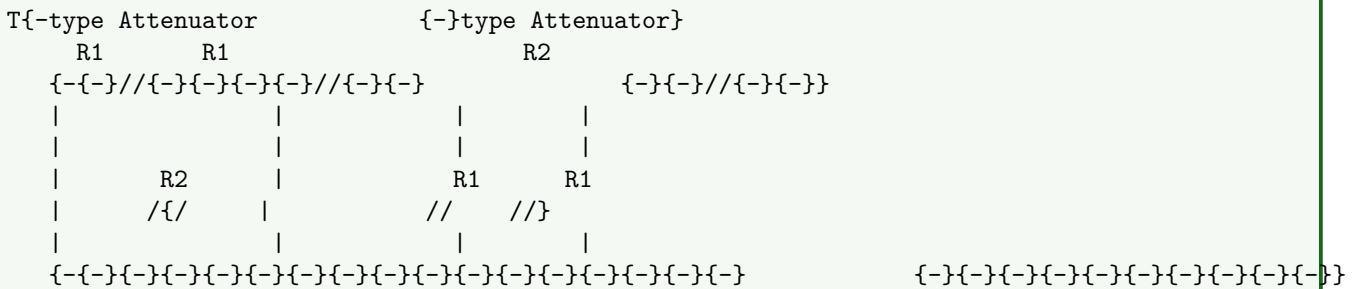 T{-type Attenuator                {-}type Attenuator}
     R1        R1                             R2
   {-{-}//{-}{-}{-}{-}//{-}{-}                {-}{-}//{-}{-}}
   |                 |              |         |
   |                 |              |         |
   |        R2       |              R1       R1
   |       /{/      |             //    //}
   |                 |              |         |
   {-{-}{-}{-}{-}{-}{-}{-}{-}{-}{-}{-}{-}{-}{-}{-}{-}              {-}{-}{-}{-}{-}{-}{-}{-}{-}{-}}